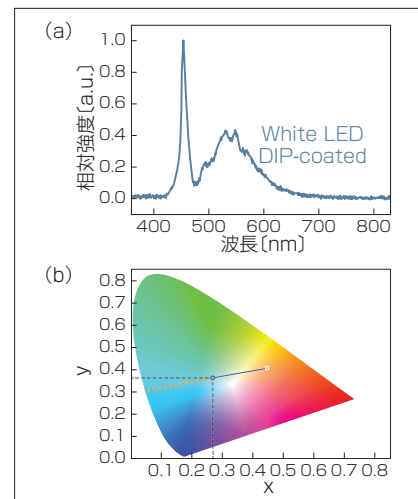 (a)
1.0
0.8
0.6
0.4
0.2
0.0
相対強度〔a.u.〕
White LED
DIP-coated
400 500 600 700 800
波長〔nm〕
(b)
0.8
0.7
0.6
0.5
0.4
0.3
0.2
0.1
0.0
y
0.1 0.2 0.3 0.4 0.5 0.6 0.7 0.8
x